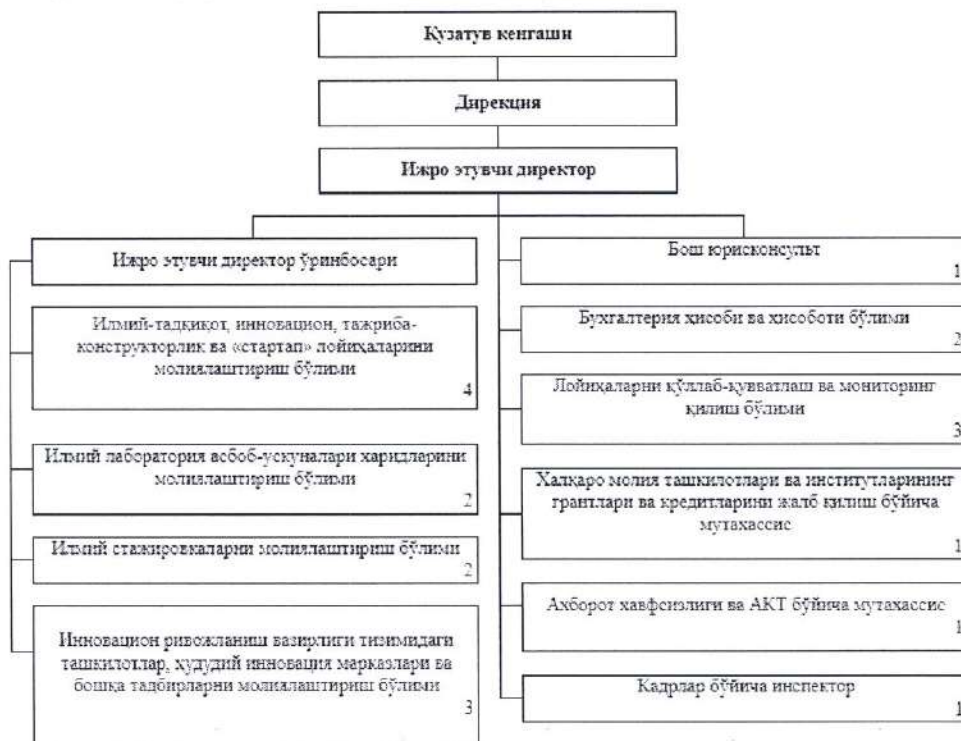 Кузатув кенгаши
Дирекция
Ижро этувчи директор
Ижро этувчи директор ўринбосари
Илмий-тадқиқот, инновацион, тажриба-
конструкторлик ва «стартап» лойиҳаларини
молиялаштириш бўлими
4
Илмий лаборатория асбоб-ускуналари харидларини
молиялаштириш бўлими
2
Илмий стажировкаларни молиялаштириш бўлими
2
Инновацион ривожланиш вазирлиги тизимидаги
ташкилотлар, ҳудудий инновация марказлари ва
бошқа тадбирларни молиялаштириш бўлими
3
Бош юрисконсульт
1
Бухгалтерия ҳисоби ва ҳисоботи бўлими
2
Лойиҳаларни қўллаб-қувватлаш ва мониторинг
қилиш бўлими
3
Халқаро молия ташкилотлари ва институтларининг
грантлари ва кредитларини жалб қилиш бўйича
мутахассис
1
Ахборот хавфсизлиги ва АКТ бўйича мутахассис
1
Кадрлар бўйича инспектор
1